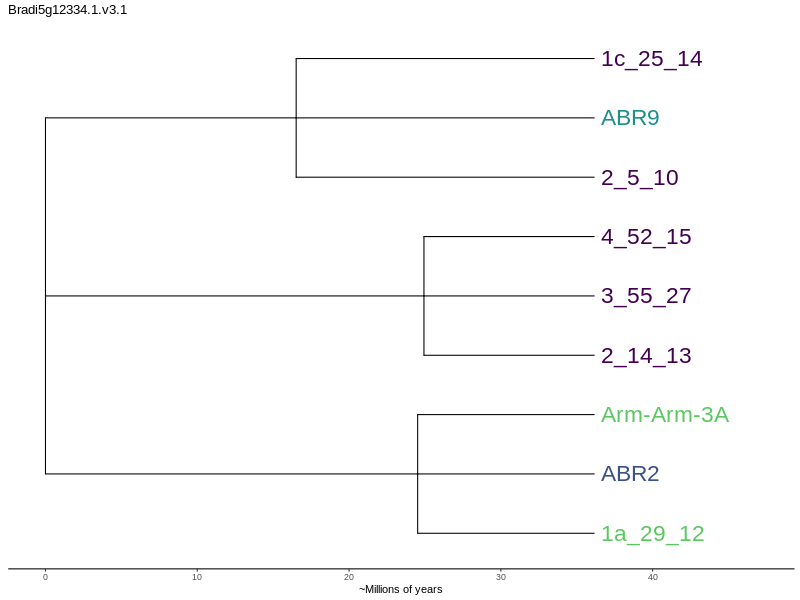 Bradi5g12334.1.v3.1
1c_25_14
ABR9
2_5_10
4_52_15
3_55_27
2_14_13
Arm-Arm-3A
ABR2
1a_29_12
0 10 20 30 40
~Millions of years